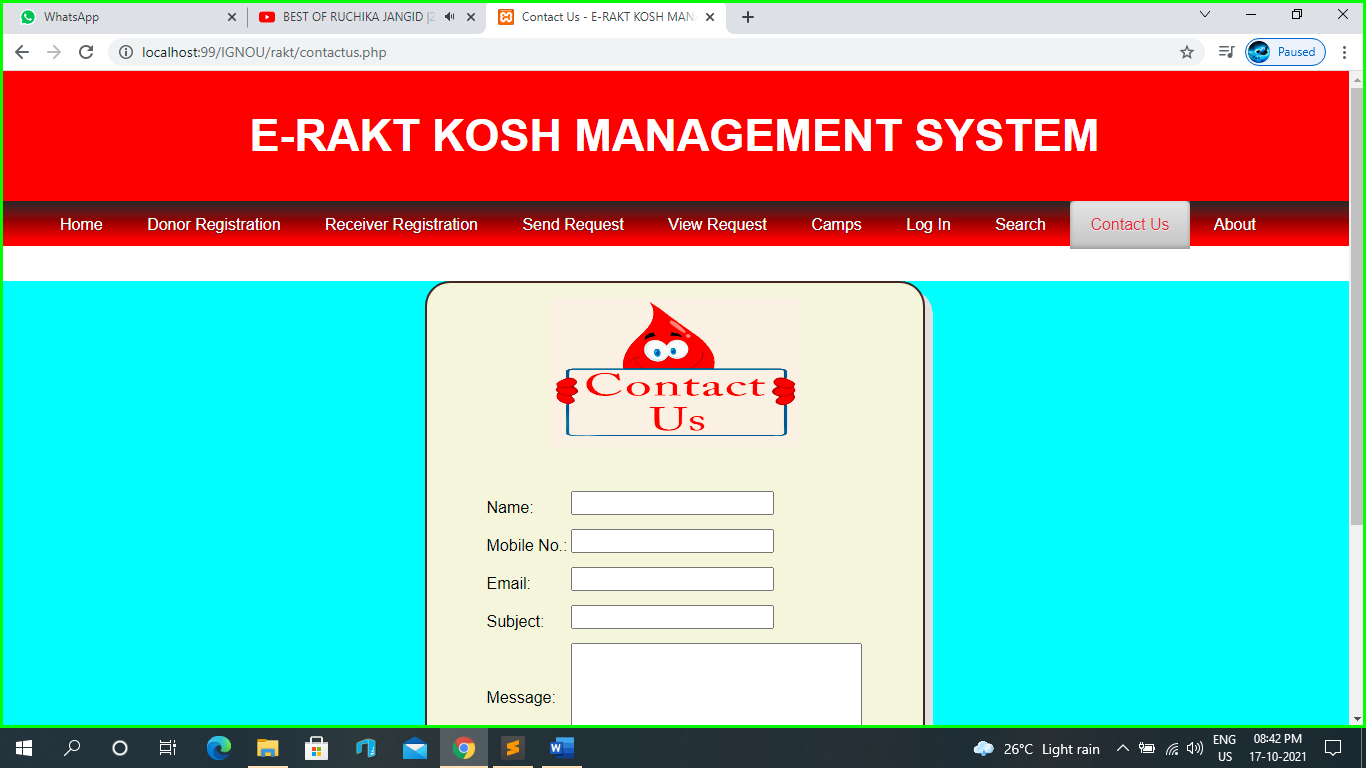 WhatsApp
BEST OF RUCHIKA JANGID |2
Contact Us - E-RAKT KOSH MAN
localhost:99/IGNOU/rakt/contactus.php
Paused
E-RAKT KOSH MANAGEMENT SYSTEM
Home Donor Registration Receiver Registration Send Request View Request Camps Log In Search Contact Us About
Contact
Us
Name:
Mobile No.:
Email:
Subject:
Message:
26°C Light rain
ENG
US
08:42 PM
17-10-2021